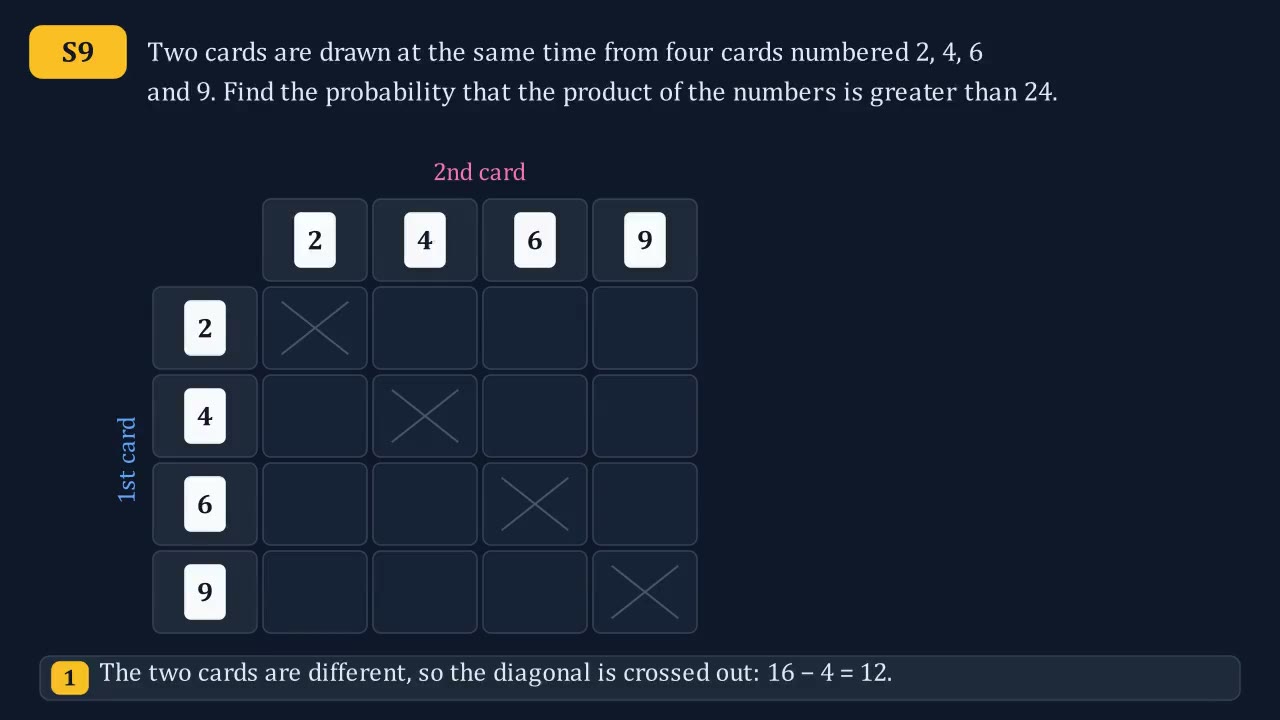 S9
Two cards are drawn at the same time from four cards numbered 2, 4, 6
and 9. Find the probability that the product of the numbers is greater than 24.
2nd card
2 4 6 9
2
4
1st card
6
9
1 The two cards are different, so the diagonal is crossed out: 16 − 4 = 12.